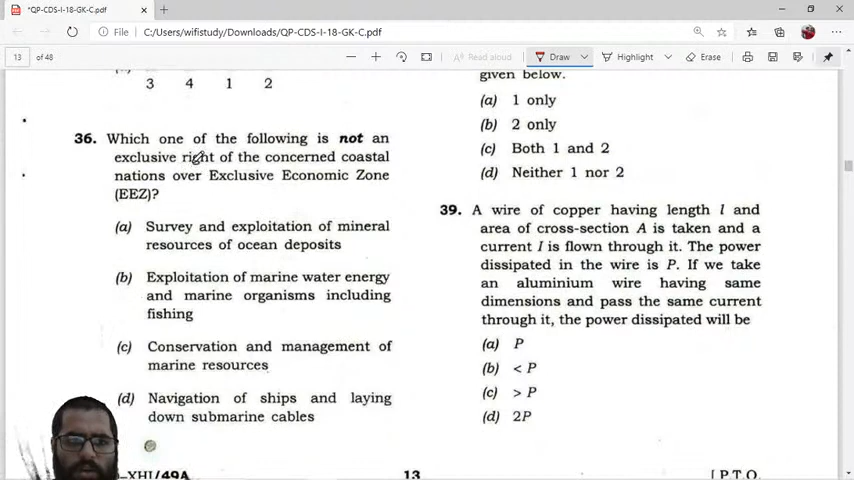 *QP-CDS-I-18-GK-C.pdf
File
C:/Users/wifistudy/Downloads/QP-CDS-I-18-GK-C.pdf
13
of 48
Read aloud
Draw
Highlight
Erase
3 4 1 2
36. Which one of the following is not an
exclusive right of the concerned coastal
nations over Exclusive Economic Zone
(EEZ)?
(a) Survey and exploitation of mineral
resources of ocean deposits
(b) Exploitation of marine water energy
and marine organisms including
fishing
(c) Conservation and management of
marine resources
(d) Navigation of ships and laying
down submarine cables
given below.
(a) 1 only
(b) 2 only
(c) Both 1 and 2
(d) Neither 1 nor 2
39. A wire of copper having length l and
area of cross-section A is taken and a
current I is flown through it. The power
dissipated in the wire is P. If we take
an aluminium wire having same
dimensions and pass the same current
through it, the power dissipated will be
(a) P
(b) < P
(c) > P
(d) 2P
-XHI/49A
13
[ P.T.O.